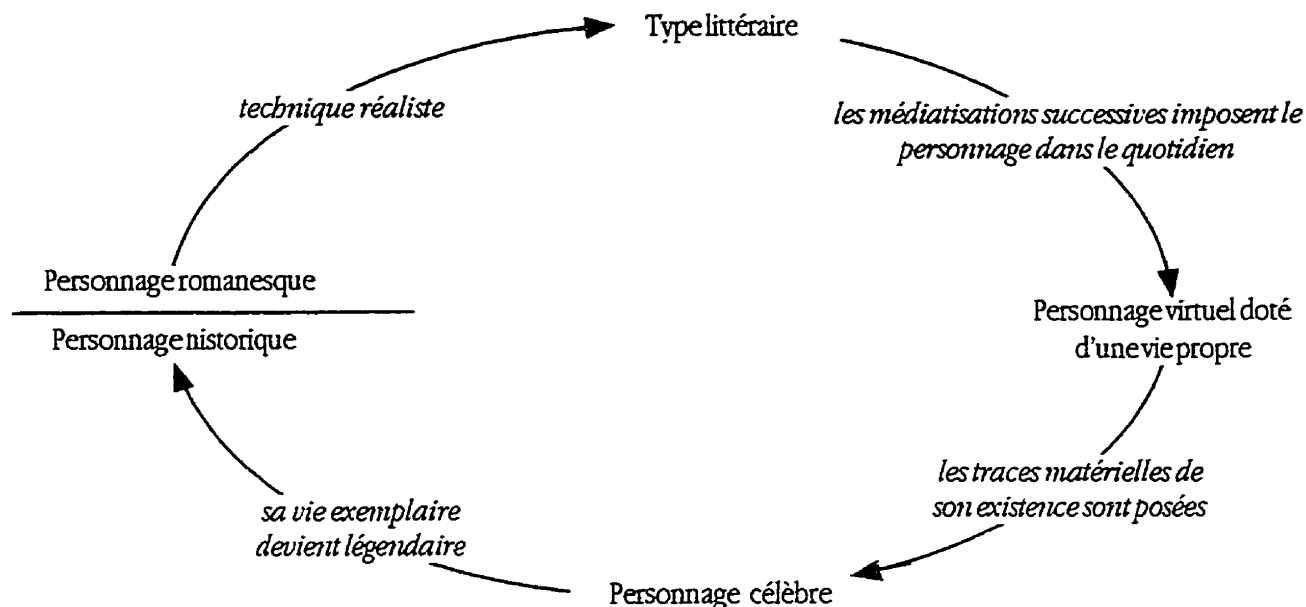 Type littéraire
technique réaliste
les médiatisations successives imposent le
personnage dans le quotidien
Personnage romanesque
Personnage historique
Personnage virtuel doté
d'une vie propre
les traces matérielles de
son existence sont posées
sa vie exemplaire
devient légendaire
Personnage célèbre